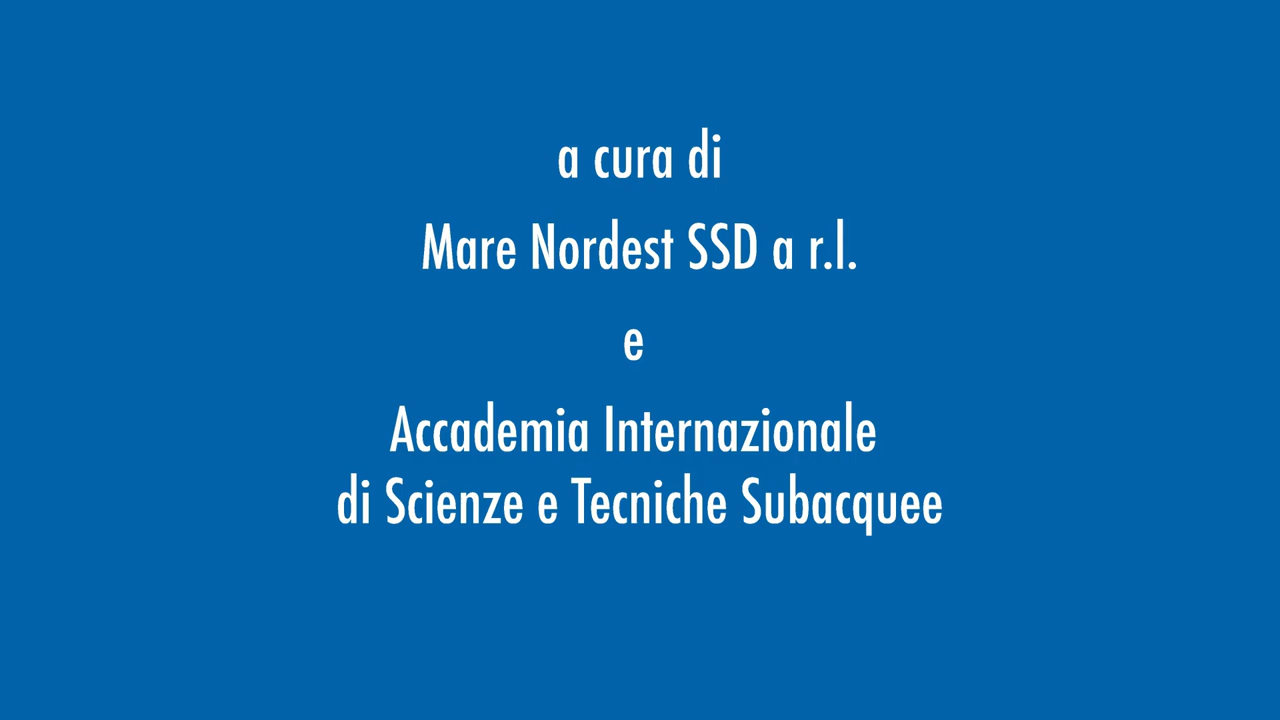 a cura di
Mare Nordest SSD a r.l.
e
Accademia Internazionale
di Scienze e Tecniche Subacquee